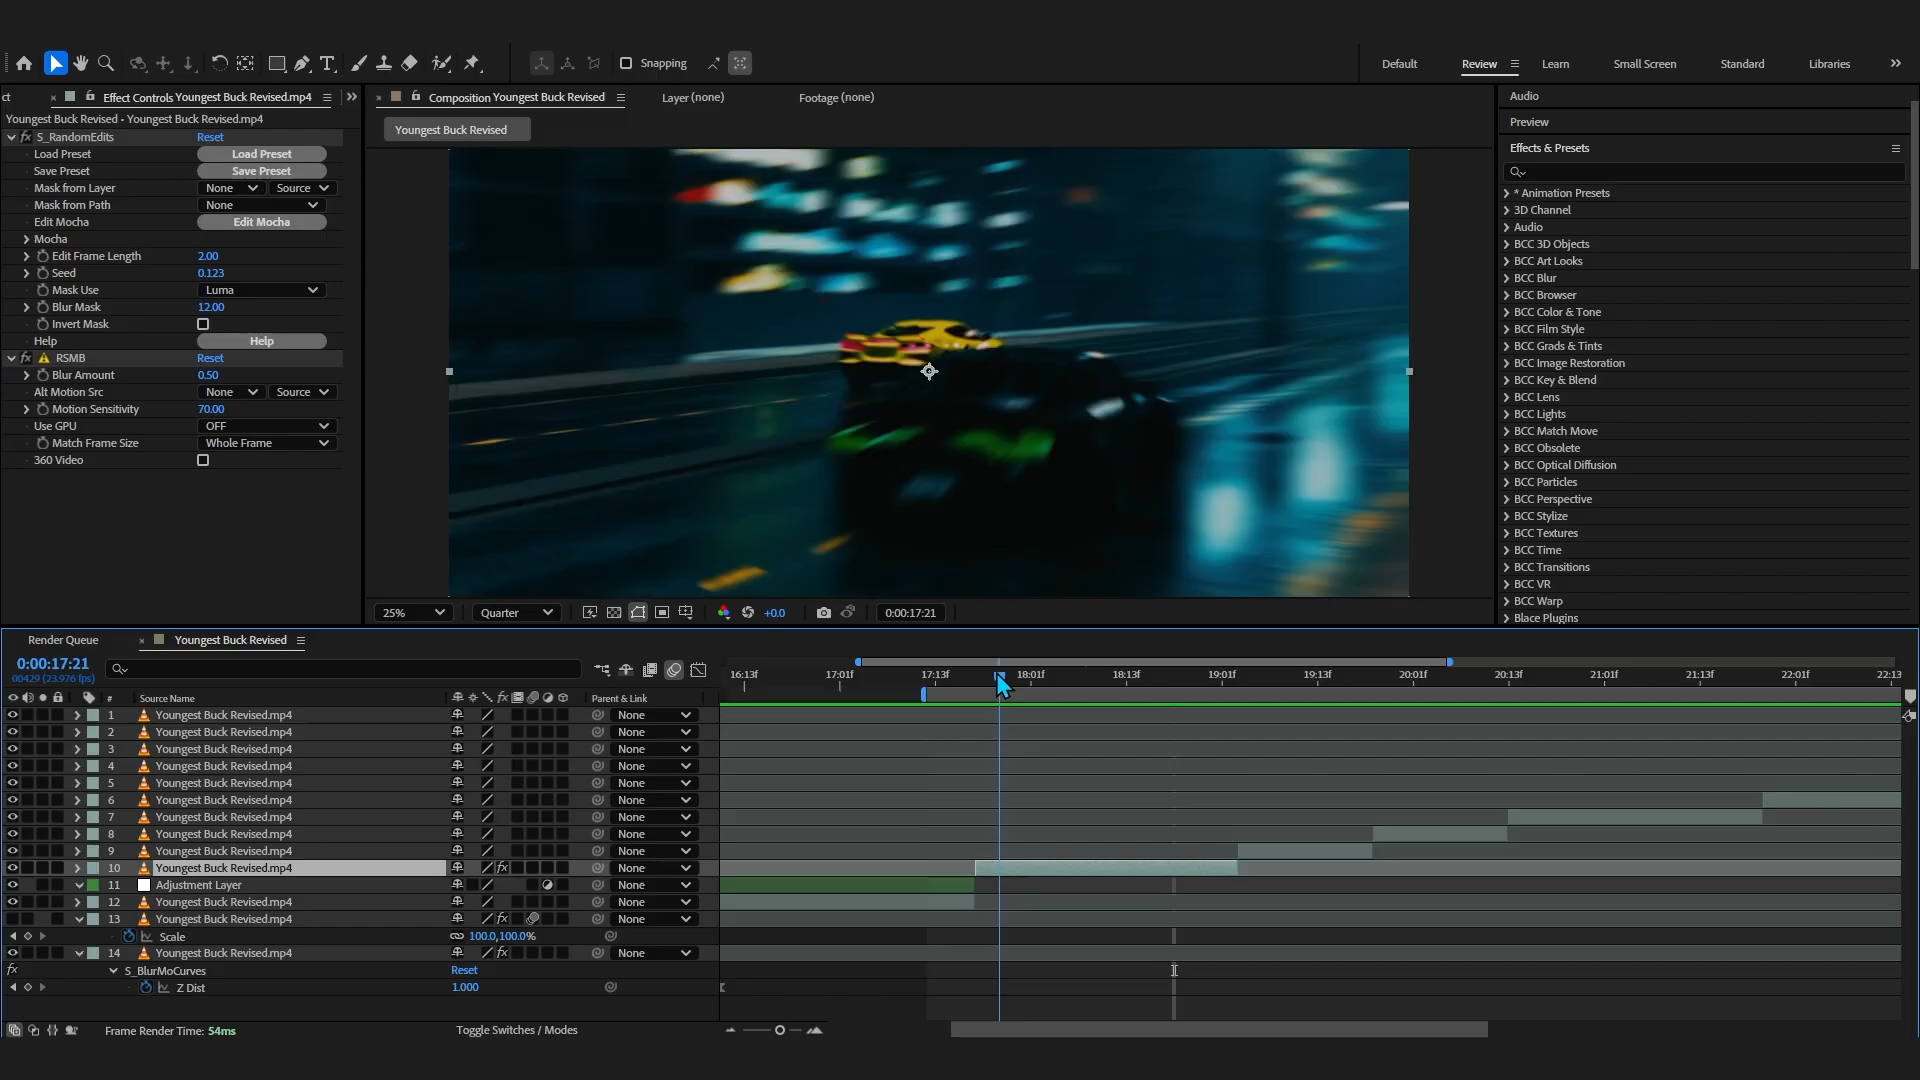 Snapping
Default
Review
Learn
Small Screen
Standard
Libraries
ct
Effect Controls Youngest Buck Revised.mp4
Composition Youngest Buck Revised
Layer (none)
Footage (none)
Audio
Youngest Buck Revised - Youngest Buck Revised.mp4
Youngest Buck Revised
Preview
Effects & Presets
S_RandomEdits Reset
Load Preset Load Preset
Save Preset Save Preset
Mask from Layer None Source
Mask from Path None
Edit Mocha Edit Mocha
Mocha
Edit Frame Length 2.00
Seed 0.123
Mask Use Luma
Blur Mask 12.00
Invert Mask
Help Help
RSMB Reset
Blur Amount 0.50
Alt Motion Src None Source
Motion Sensitivity 70.00
Use GPU OFF
Match Frame Size Whole Frame
360 Video
* Animation Presets
3D Channel
Audio
BCC 3D Objects
BCC Art Looks
BCC Blur
BCC Browser
BCC Color & Tone
BCC Film Style
BCC Grads & Tints
BCC Image Restoration
BCC Key & Blend
BCC Lens
BCC Lights
BCC Match Move
BCC Obsolete
BCC Optical Diffusion
BCC Particles
BCC Perspective
BCC Stylize
BCC Textures
BCC Time
BCC Transitions
BCC VR
BCC Warp
Blace Plugins
25% Quarter +0.0 0:00:17:21
Render Queue Youngest Buck Revised
0:00:17:21
00429 (23.976 fps)
16:13f 17:01f 17:13f 18:01f 18:13f 19:01f 19:13f 20:01f 20:13f 21:01f 21:13f 22:01f 22:13
# Source Name fx Parent & Link
1 Youngest Buck Revised.mp4 None
2 Youngest Buck Revised.mp4 None
3 Youngest Buck Revised.mp4 None
4 Youngest Buck Revised.mp4 None
5 Youngest Buck Revised.mp4 None
6 Youngest Buck Revised.mp4 None
7 Youngest Buck Revised.mp4 None
8 Youngest Buck Revised.mp4 None
9 Youngest Buck Revised.mp4 None
10 Youngest Buck Revised.mp4 fx None
11 Adjustment Layer None
12 Youngest Buck Revised.mp4 None
13 Youngest Buck Revised.mp4 fx None
Scale 100.0,100.0%
14 Youngest Buck Revised.mp4 fx None
fx S_BlurMoCurves Reset
Z Dist 1.000
Frame Render Time: 54ms Toggle Switches / Modes